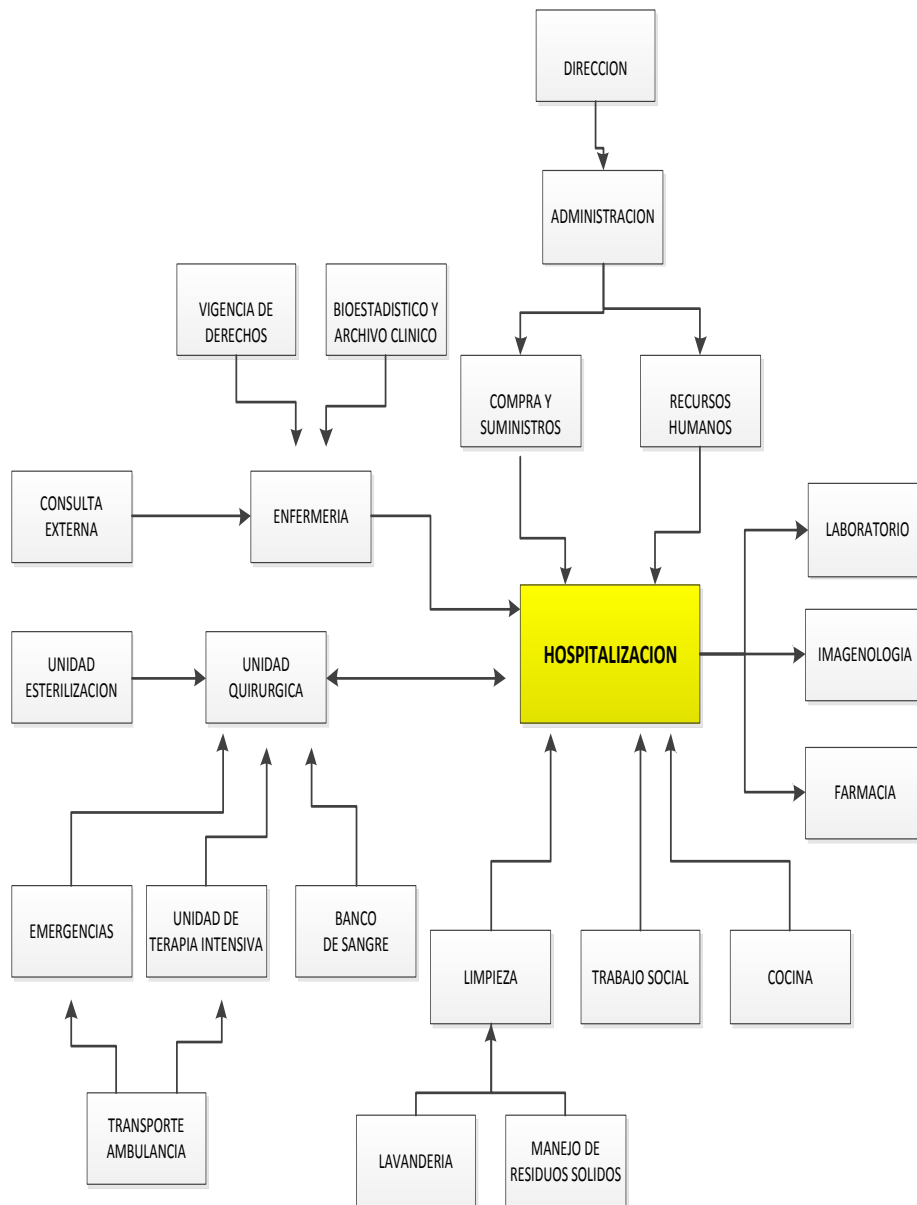 DIRECCION
ADMINISTRACION
VIGENCIA DE
DERECHOS
BIOESTADISTICO Y
ARCHIVO CLINICO
COMPRA Y
SUMINISTROS
RECURSOS
HUMANOS
CONSULTA
EXTERNA
ENFERMERIA
LABORATORIO
UNIDAD
ESTERILIZACION
UNIDAD
QUIRURGICA
HOSPITALIZACION
IMAGENOLOGIA
FARMACIA
EMERGENCIAS
UNIDAD DE
TERAPIA INTENSIVA
BANCO
DE SANGRE
LIMPIEZA
TRABAJO SOCIAL
COCINA
TRANSPORTE
AMBULANCIA
LAVANDERIA
MANEJO DE
RESIDUOS SOLIDOS